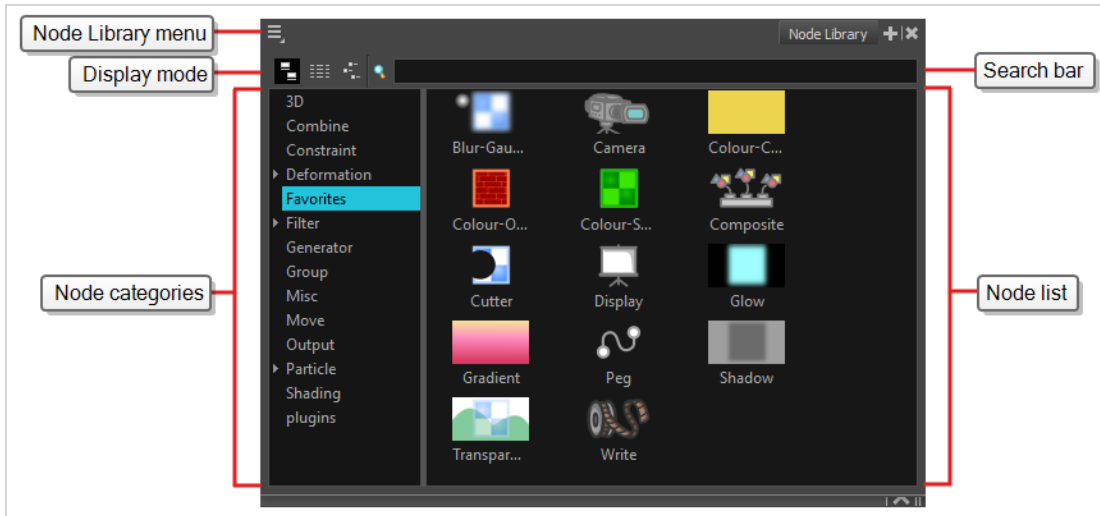 Node Library menu
Node Library
Display mode
Search bar
3D
Combine
Constraint
Deformation
Favorites
Filter
Generator
Group
Misc
Move
Output
Particle
Shading
plugins
Blur-Gau...
Camera
Colour-C...
Colour-O...
Colour-S...
Composite
Cutter
Display
Glow
Gradient
Peg
Shadow
Transpar...
Write
Node categories
Node list